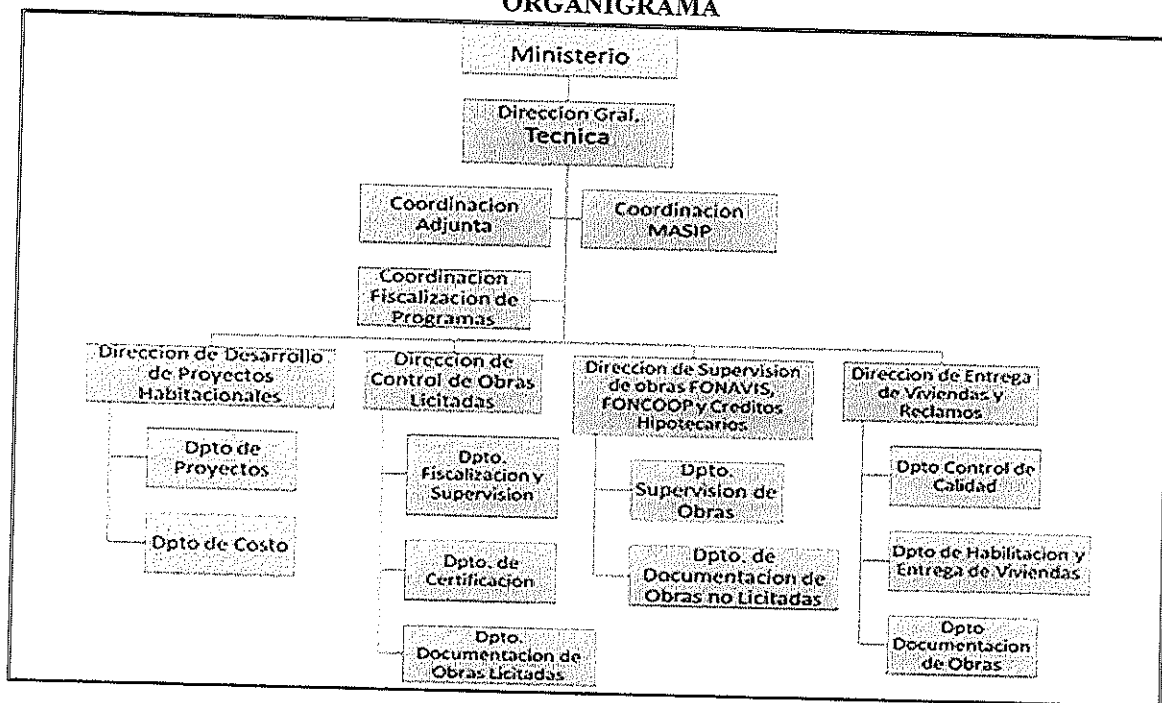 ORGANIGRAMA
Ministerio
Direccion Gral.
Tecnica
Coordinacion
Adjunta
Coordinacion
MASIP
Coordinacion
Fiscalizacion de
Programas
Direccion de Desarrollo
de Proyectos
Habitacionales
Dpto de
Proyectos
Dpto de Costo
Direccion de
Control de Obras
Licitadas
Dpto.
Fiscalizacion y
Supervision
Dpto. de
Certificacion
Dpto.
Documentacion de
Obras Licitadas
Direccion de Supervision
de obras FONAVIS,
FONCOOP y Creditos
Hipotecarios
Dpto.
Supervision de
Obras
Dpto. de
Documentacion de
Obras no Licitadas
Direccion de Entrega
de Viviendas y
Reclamos
Dpto Control de
Calidad
Dpto de Habilitacion y
Entrega de Viviendas
Dpto
Documentacion
de Obras